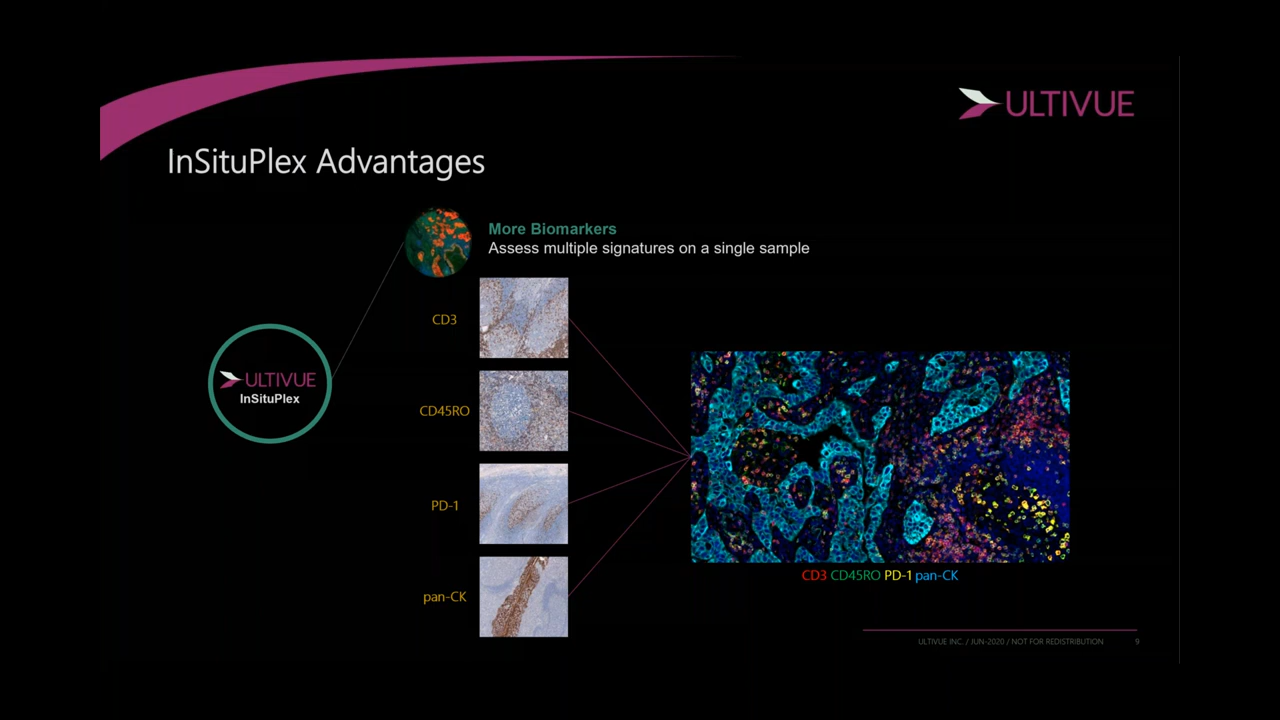 ULTIVUE
InSituPlex Advantages
More Biomarkers
Assess multiple signatures on a single sample
CD3
ULTIVUE
InSituPlex
CD45RO
PD-1
pan-CK
CD3 CD45RO PD-1 pan-CK
ULTIVUE INC. / JUN-2020 / NOT FOR REDISTRIBUTION 9